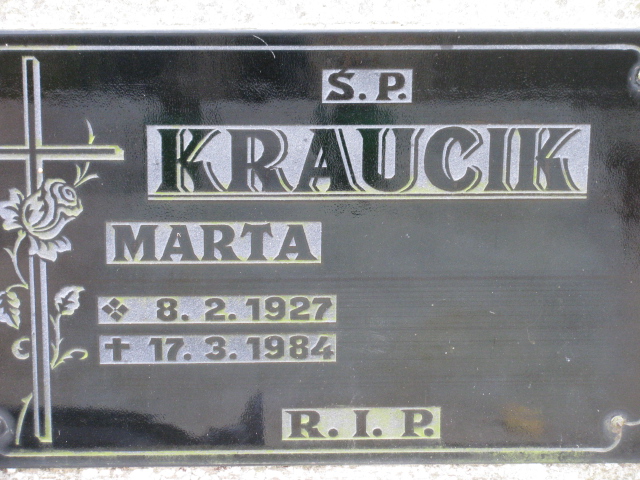 Ś.P.
KRAUCIK
MARTA
❖ 8.2.1927
✝ 17.3.1984
R.I.P.